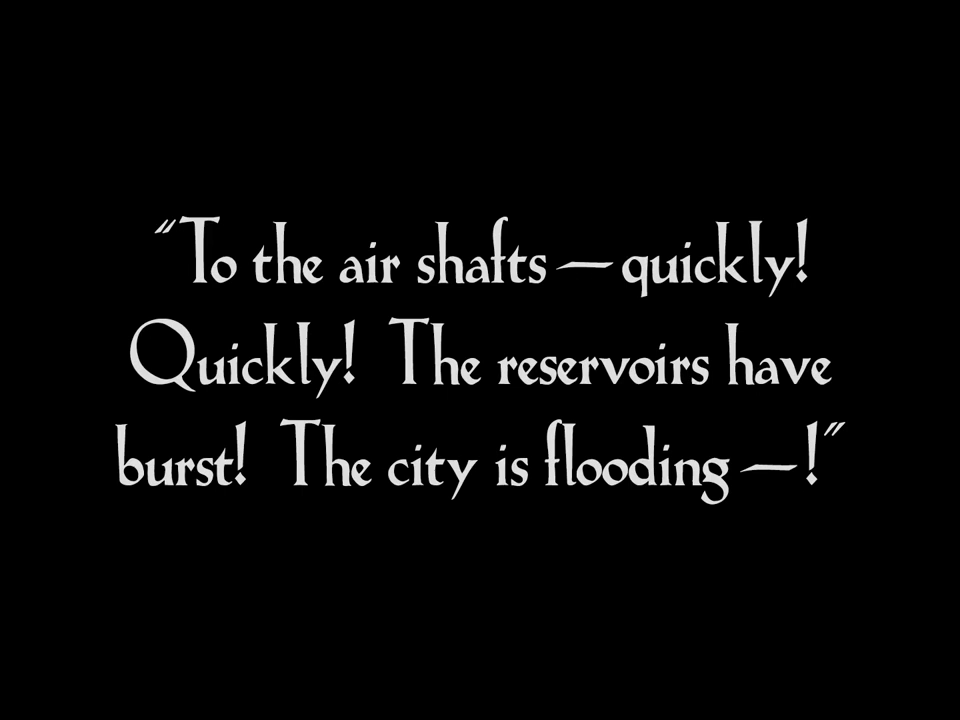 “To the air shafts—quickly!
Quickly! The reservoirs have
burst! The city is flooding—!”